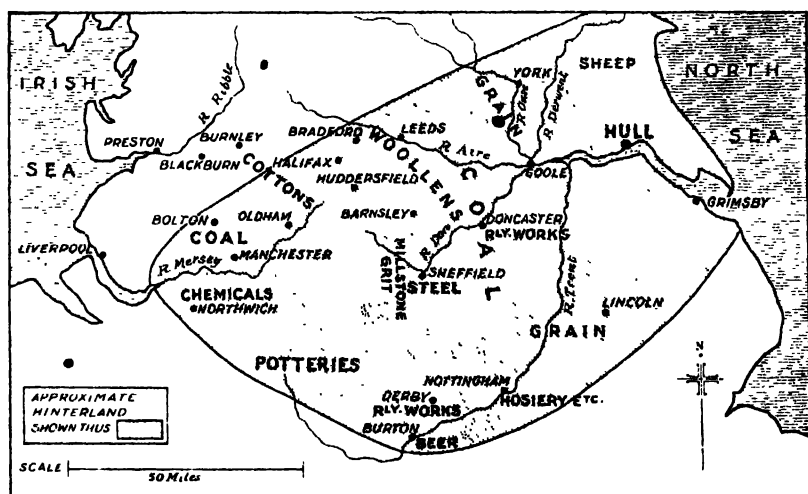 IRISH
SEA
NORTH
SEA
R. Ribble
PRESTON
BURNLEY
BLACKBURN
COTTONS
BRADFORD
HALIFAX
HUDDERSFIELD
WOOLLENS
LEEDS
R. Aire
GRAIN
YORK
R. Ouse
R. Derwent
SHEEP
HULL
GOOLE
GRIMSBY
COAL
BOLTON
OLDHAM
COAL
MANCHESTER
LIVERPOOL
R. Mersey
BARNSLEY
DONCASTER
RLY. WORKS
R. Don
MILLSTONE
GRIT
SHEFFIELD
STEEL
R. Trent
LINCOLN
GRAIN
CHEMICALS
NORTHWICH
POTTERIES
NOTTINGHAM
HOSIERY ETC.
DERBY
RLY. WORKS
BURTON
BEER
N.
APPROXIMATE
HINTERLAND
SHOWN THUS
SCALE
50 Miles